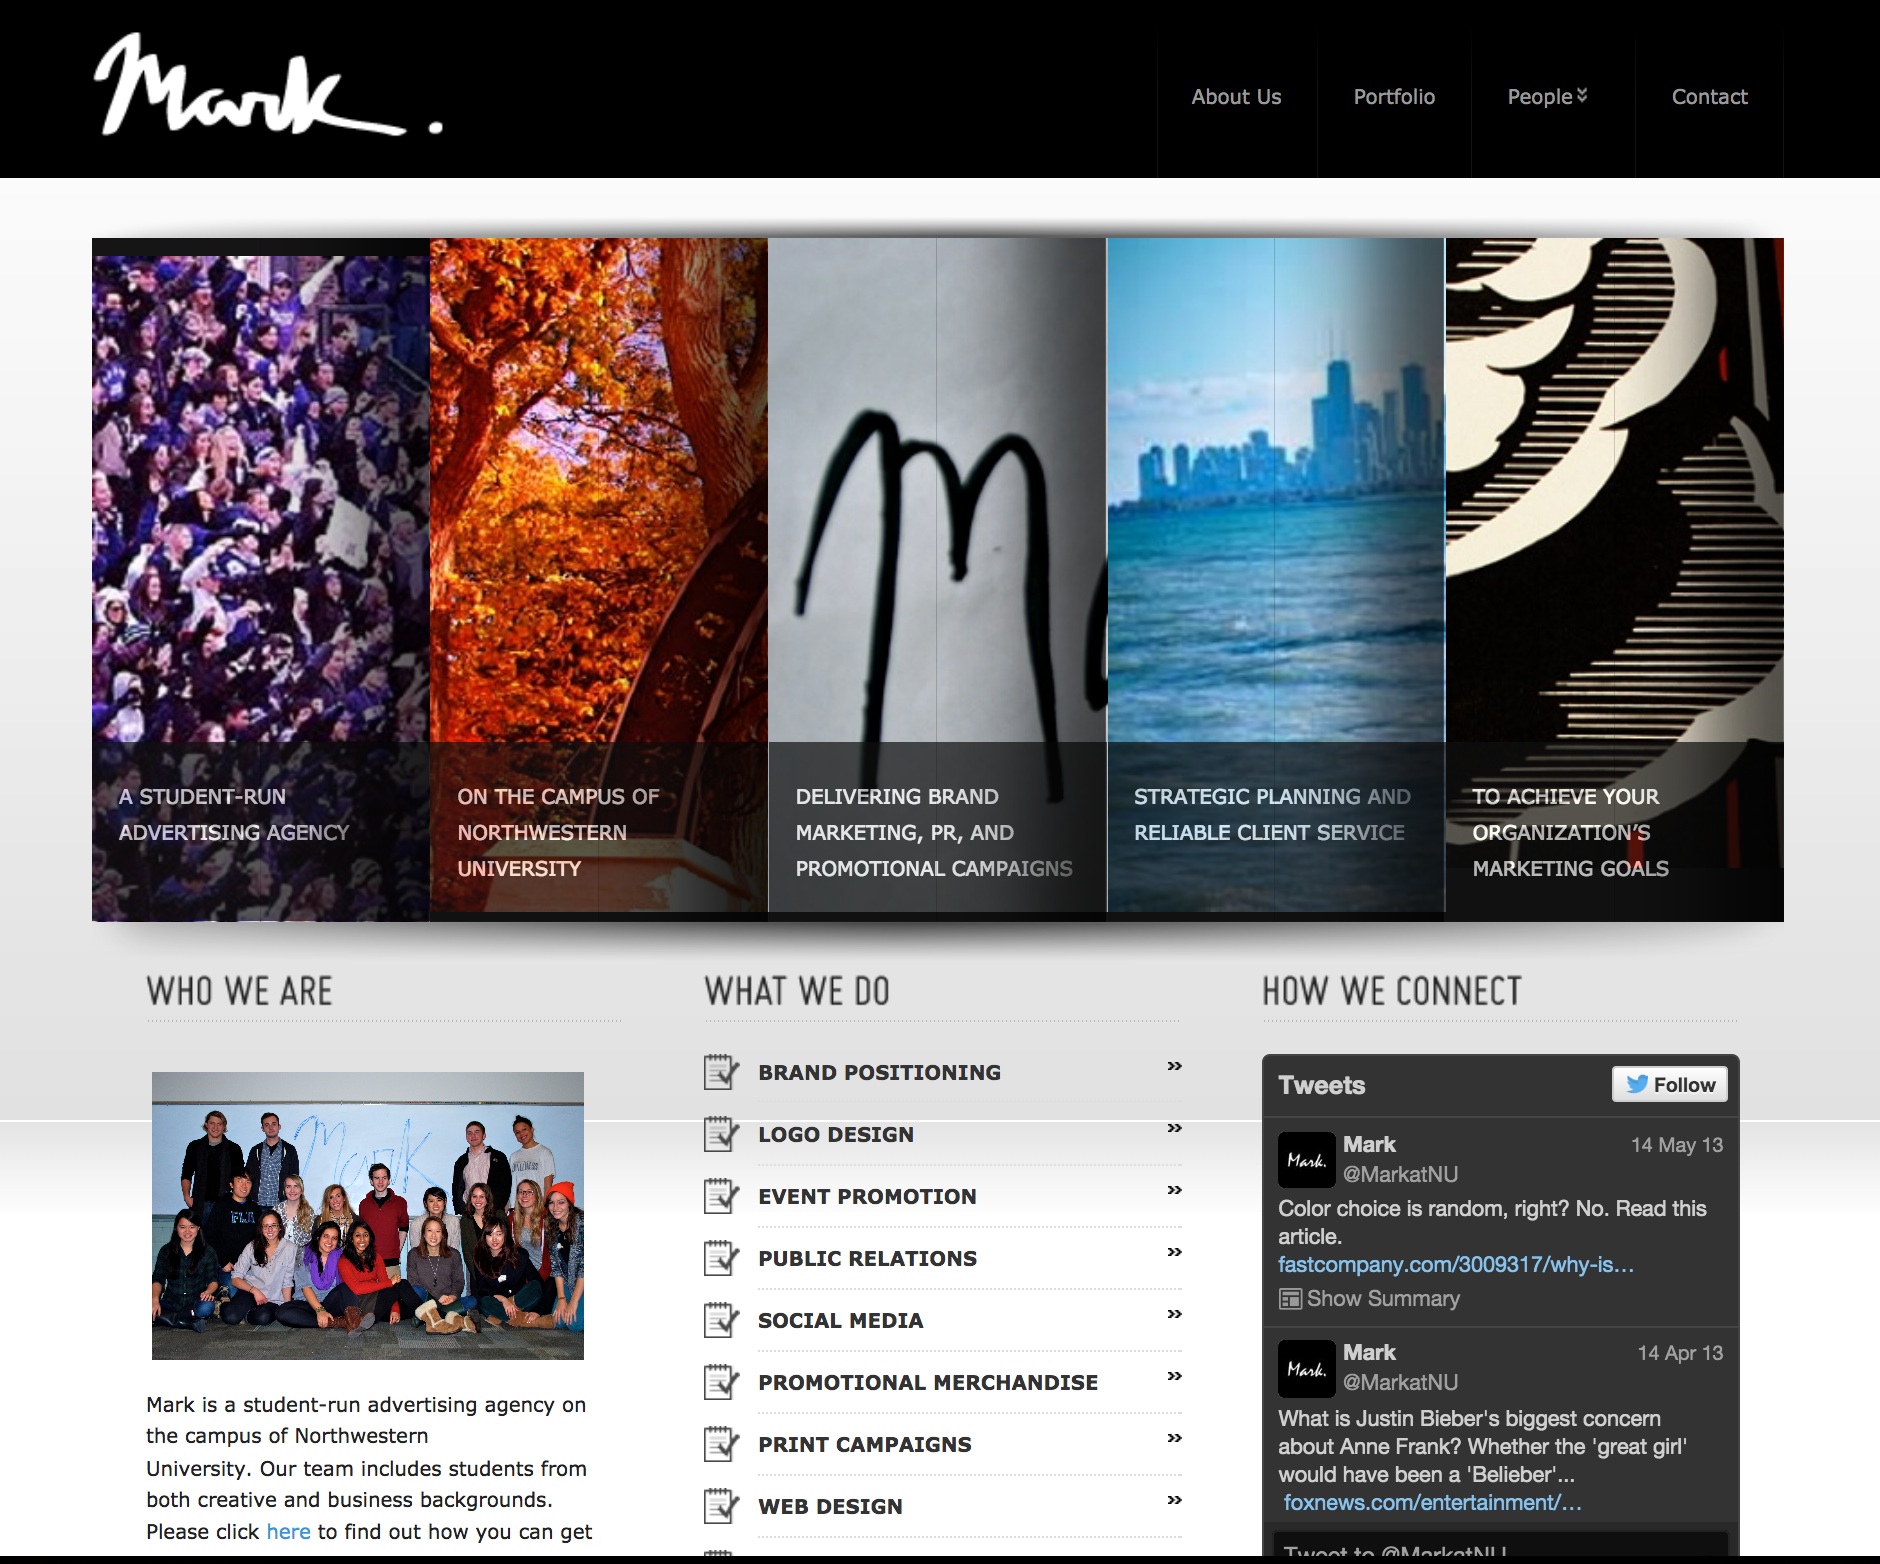 Mark.
About Us
Portfolio
People
Contact
M
A STUDENT-RUN
ADVERTISING AGENCY
ON THE CAMPUS OF
NORTHWESTERN
UNIVERSITY
DELIVERING BRAND
MARKETING, PR, AND
PROMOTIONAL CAMPAIGNS
STRATEGIC PLANNING AND
RELIABLE CLIENT SERVICE
TO ACHIEVE YOUR
ORGANIZATION'S
MARKETING GOALS
WHO WE ARE
Mark
Mark is a student-run advertising agency on
the campus of Northwestern
University. Our team includes students from
both creative and business backgrounds.
Please click here to find out how you can get
WHAT WE DO
BRAND POSITIONING »
LOGO DESIGN »
EVENT PROMOTION »
PUBLIC RELATIONS »
SOCIAL MEDIA »
PROMOTIONAL MERCHANDISE »
PRINT CAMPAIGNS »
WEB DESIGN »
HOW WE CONNECT
Tweets
Follow
Mark.
Mark 14 May 13
@MarkatNU
Color choice is random, right? No. Read this
article.
fastcompany.com/3009317/why-is…
Show Summary
Mark.
Mark 14 Apr 13
@MarkatNU
What is Justin Bieber's biggest concern
about Anne Frank? Whether the 'great girl'
would have been a 'Belieber'...
foxnews.com/entertainment/…
Tweet to @MarkatNU